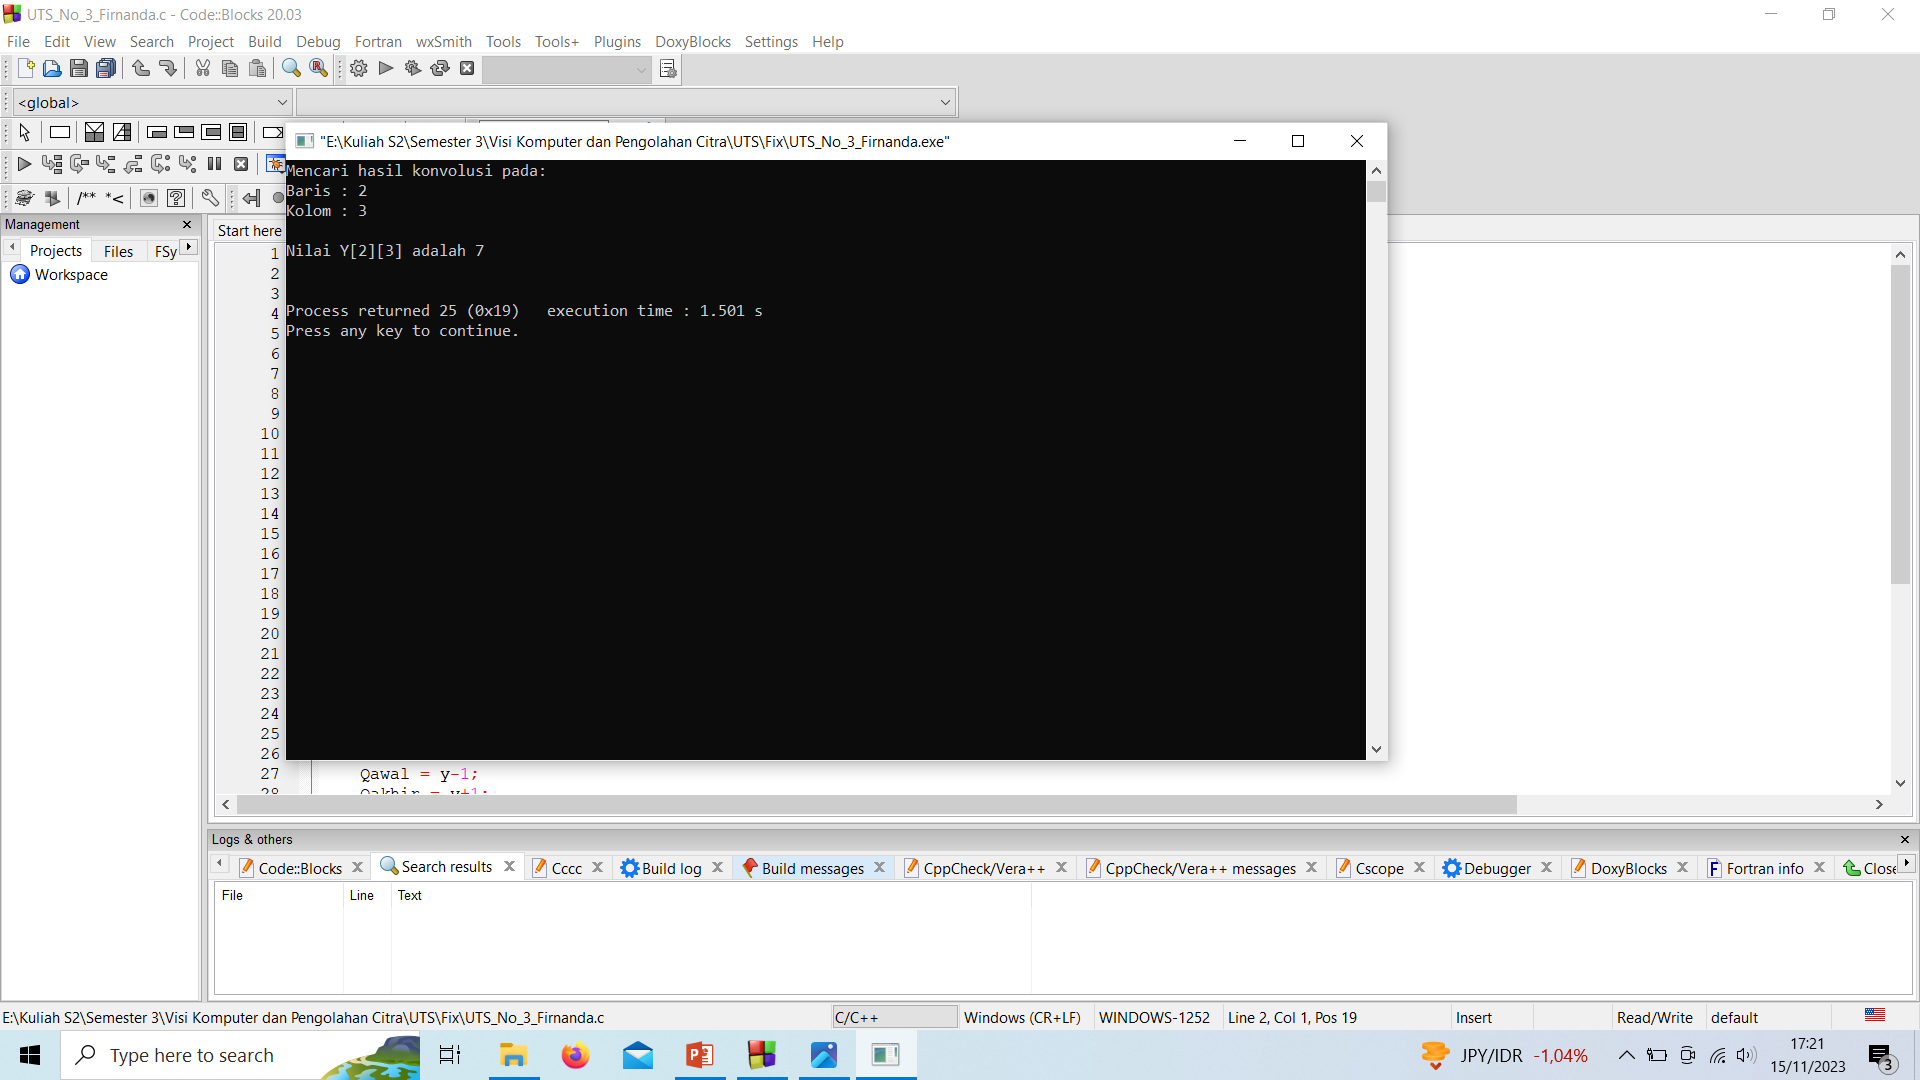 UTS_No_3_Firnanda.c - Code::Blocks 20.03
File Edit View Search Project Build Debug Fortran wxSmith Tools Tools+ Plugins DoxyBlocks Settings Help
<global>
/** *<
Management
Projects Files FSy
Workspace
Start here
"E:\Kuliah S2\Semester 3\Visi Komputer dan Pengolahan Citra\UTS\Fix\UTS_No_3_Firnanda.exe"
Mencari hasil konvolusi pada:
Baris : 2
Kolom : 3
Nilai Y[2][3] adalah 7
Process returned 25 (0x19)   execution time : 1.501 s
Press any key to continue.
1
2
3
4
5
6
7
8
9
10
11
12
13
14
15
16
17
18
19
20
21
22
23
24
25
26
27 Qawal = y-1;
28 Qakhir = y+1;
Logs & others
Code::Blocks Search results Cccc Build log Build messages CppCheck/Vera++ CppCheck/Vera++ messages Cscope Debugger DoxyBlocks Fortran info Close
File Line Text
E:\Kuliah S2\Semester 3\Visi Komputer dan Pengolahan Citra\UTS\Fix\UTS_No_3_Firnanda.c C/C++ Windows (CR+LF) WINDOWS-1252 Line 2, Col 1, Pos 19 Insert Read/Write default
Type here to search
JPY/IDR -1,04%
17:21
15/11/2023
3